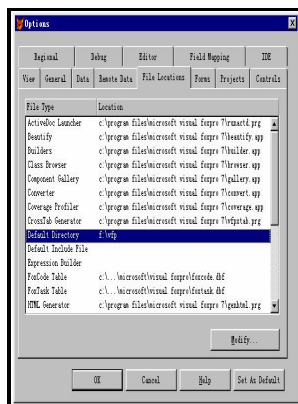 Options
Regional Debug Editor Field Mapping IDE
View General Data Remote Data File Locations Forms Projects Controls
File Type Location
ActiveDoc Launcher c:\program files\microsoft visual foxpro 7\runactd.prg
Beautify c:\program files\microsoft visual foxpro 7\beautify.app
Builders c:\program files\microsoft visual foxpro 7\builder.app
Class Browser c:\program files\microsoft visual foxpro 7\browser.app
Component Gallery c:\program files\microsoft visual foxpro 7\gallery.app
Converter c:\program files\microsoft visual foxpro 7\convert.app
Coverage Profiler c:\program files\microsoft visual foxpro 7\coverage.app
CrossTab Generator c:\program files\microsoft visual foxpro 7\vfpxtab.prg
Default Directory f:\vfp
Default Include File
Expression Builder
FoxCode Table c:\...\microsoft\visual foxpro\foxcode.dbf
FoxTask Table c:\...\microsoft\visual foxpro\foxtask.dbf
HTML Generator c:\program files\microsoft visual foxpro 7\genhtml.prg
Modify...
OK Cancel Help Set As Default